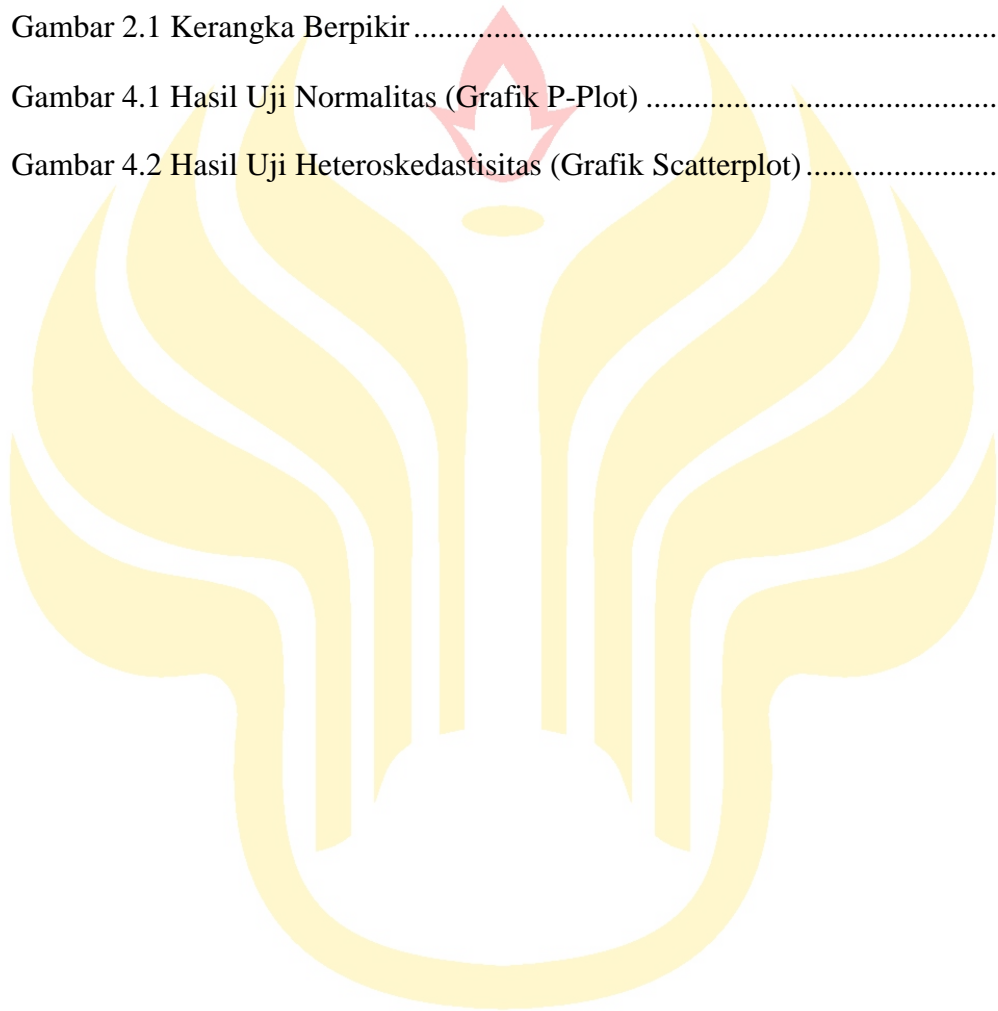 Gambar 2.1 Kerangka Berpikir........................................................................
Gambar 4.1 Hasil Uji Normalitas (Grafik P-Plot) ...........................................
Gambar 4.2 Hasil Uji Heteroskedastisitas (Grafik Scatterplot)........................